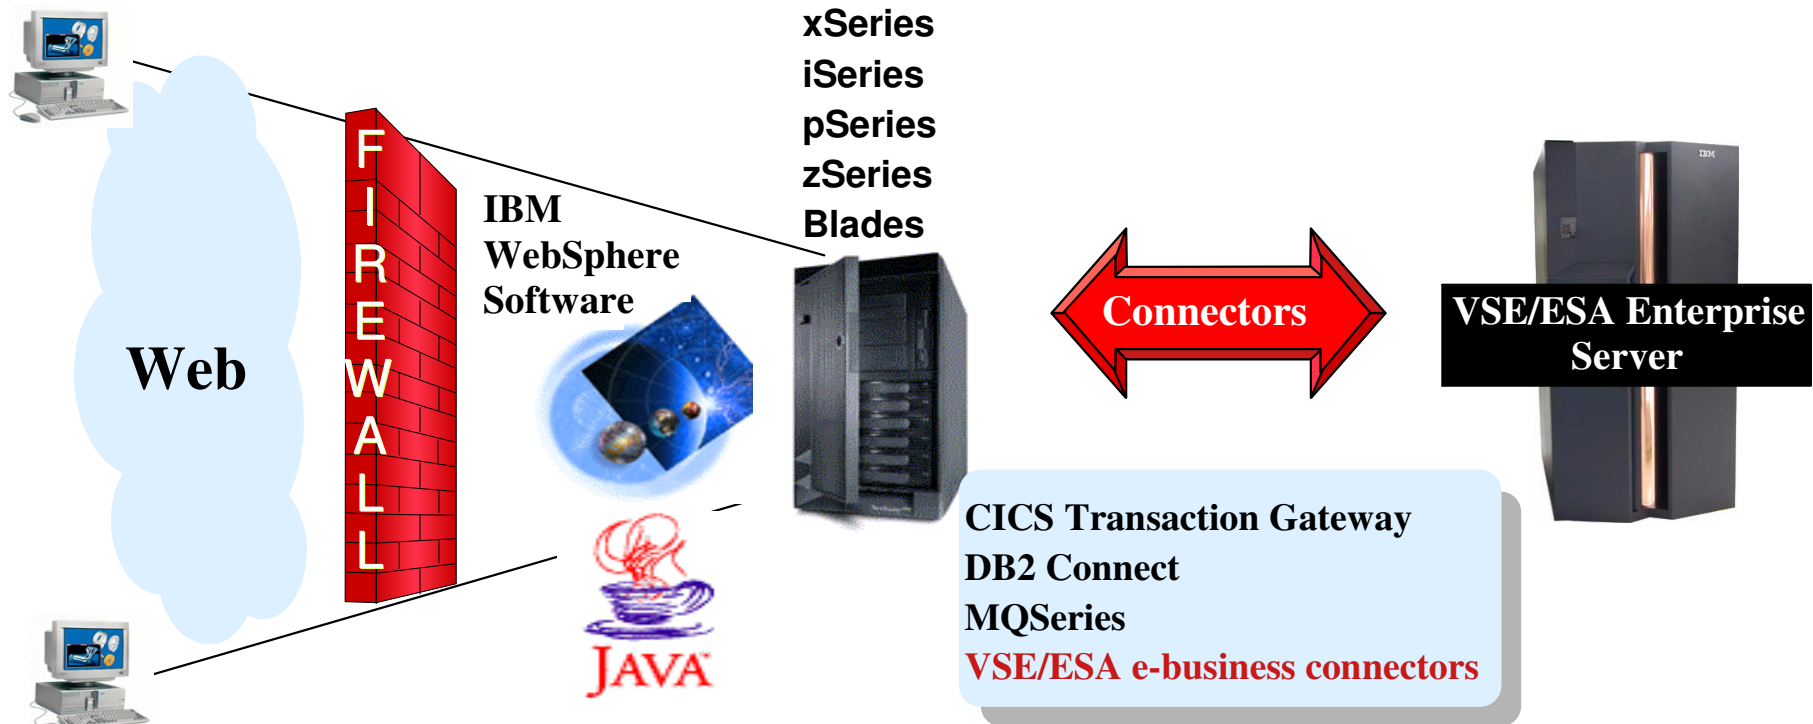 xSeries
iSeries
pSeries
zSeries
Blades
FIREWALL
IBM
WebSphere
Software
Web
Connectors
IBM
VSE/ESA Enterprise
Server
JAVA
CICS Transaction Gateway
DB2 Connect
MQSeries
VSE/ESA e-business connectors